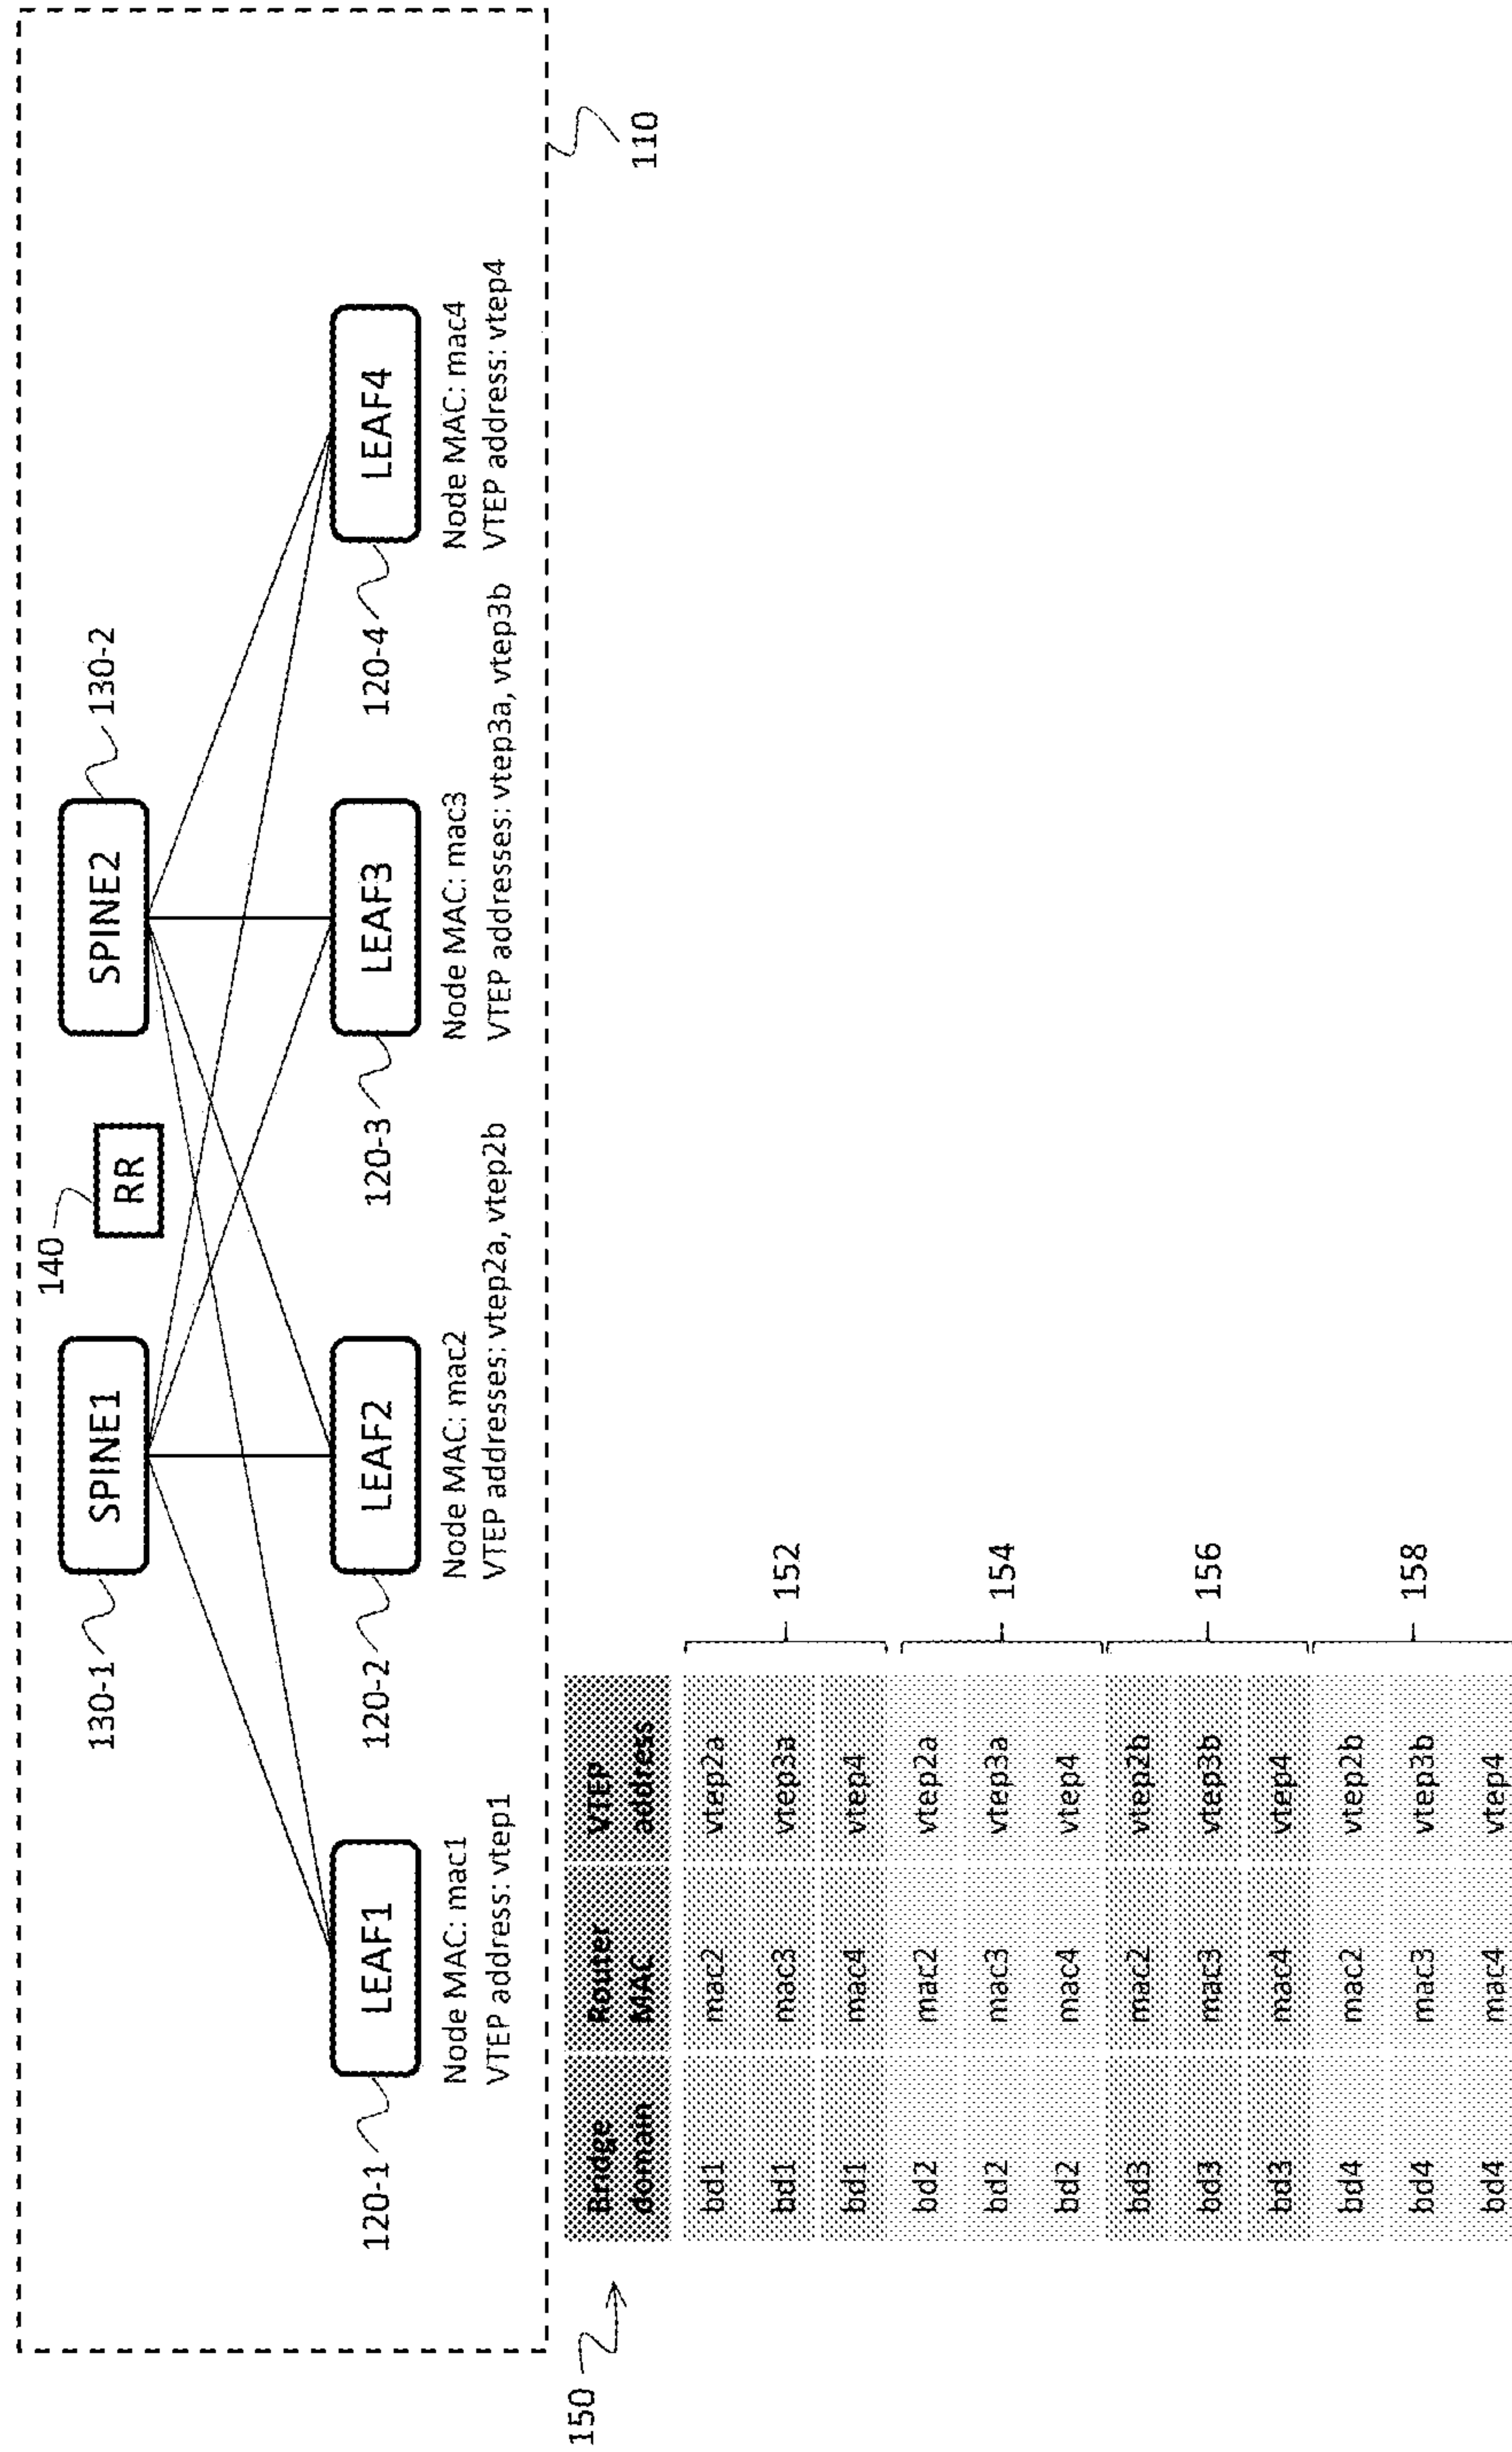 140
SPINE1
RR
SPINE2
130-1
130-2
LEAF1
LEAF2
LEAF3
LEAF4
120-1
120-2
120-3
120-4
Node MAC: mac1
VTEP address: vtep1
Node MAC: mac2
VTEP addresses: vtep2a, vtep2b
Node MAC: mac3
VTEP addresses: vtep3a, vtep3b
Node MAC: mac4
VTEP address: vtep4
110
150
Bridge domain Router MAC VTEP address
bd1 mac2 vtep2a
bd1 mac3 vtep3a
bd1 mac4 vtep4
152
bd2 mac2 vtep2a
bd2 mac3 vtep3a
bd2 mac4 vtep4
154
bd3 mac2 vtep2b
bd3 mac3 vtep3b
bd3 mac4 vtep4
156
bd4 mac2 vtep2b
bd4 mac3 vtep3b
bd4 mac4 vtep4
158